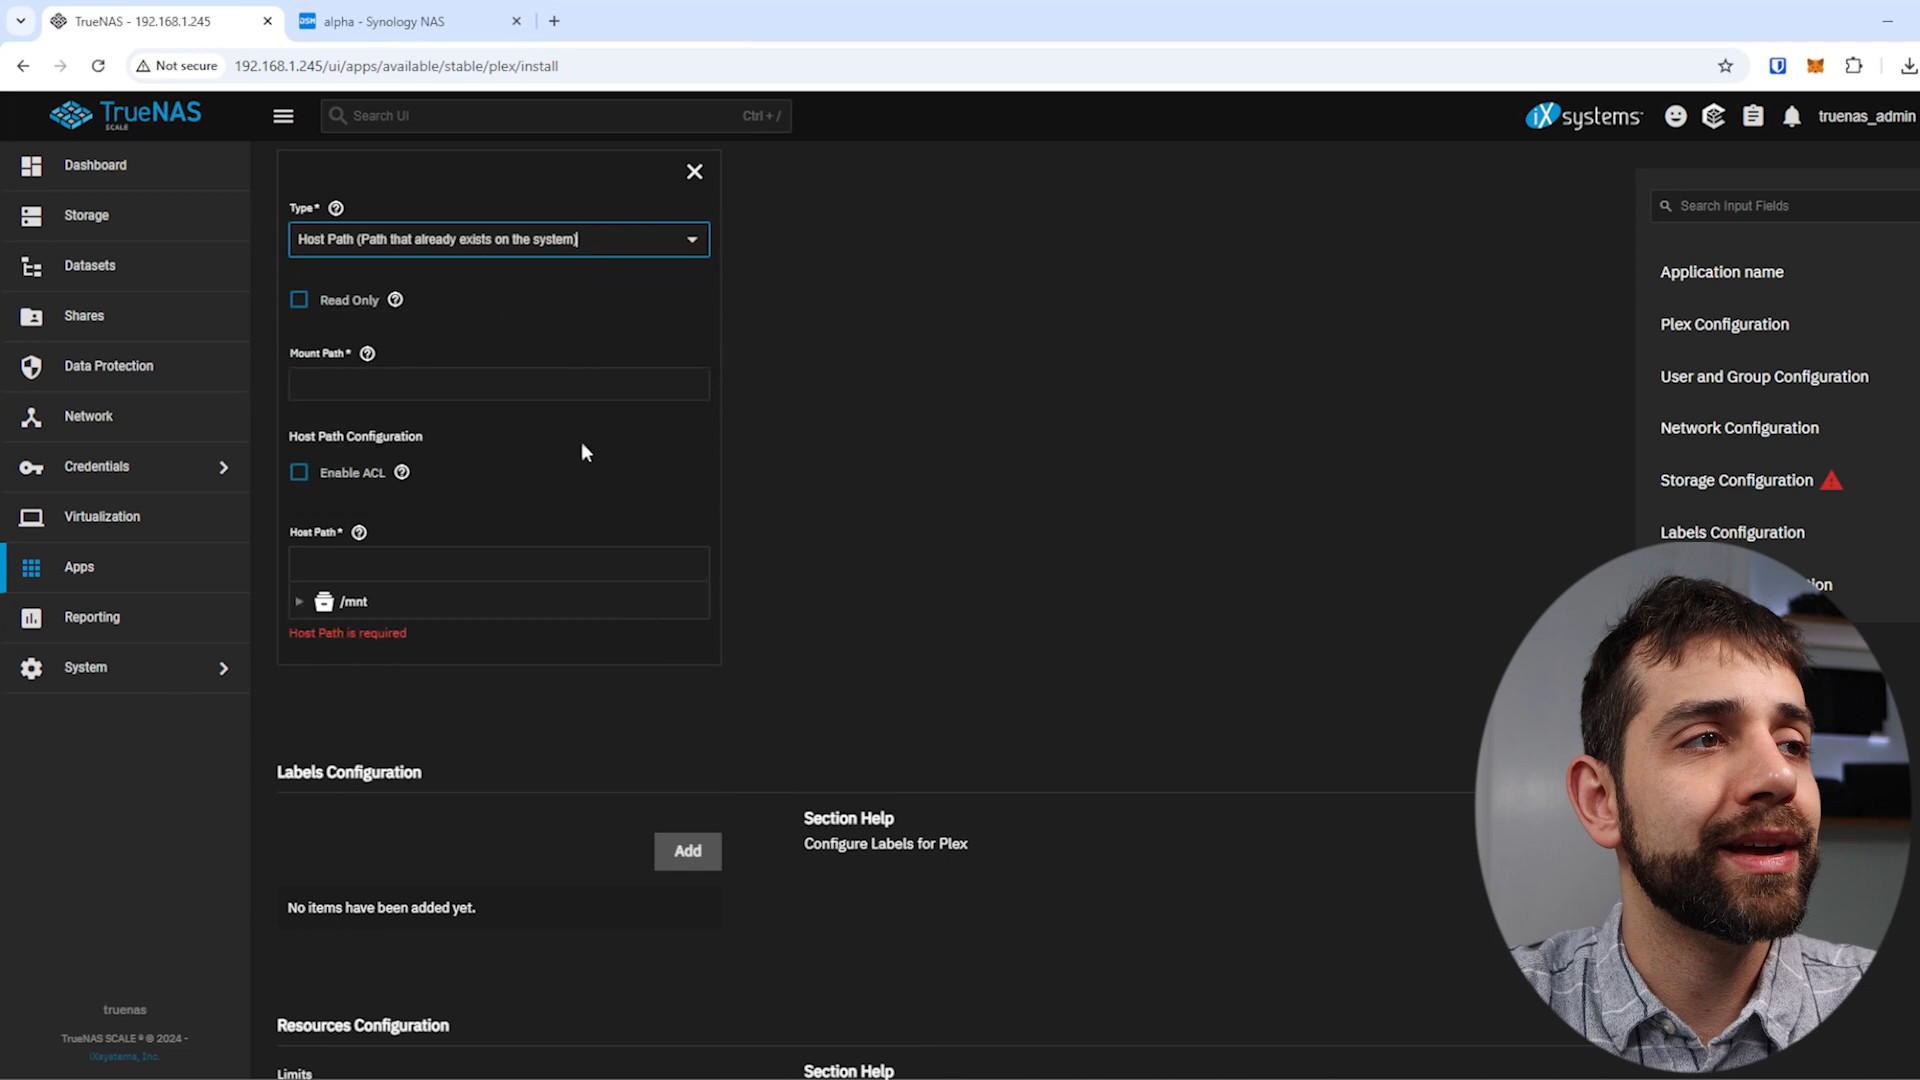 TrueNAS - 192.168.1.245
DSM
alpha - Synology NAS
Not secure
192.168.1.245/ui/apps/available/stable/plex/install
TrueNAS
SCALE
Search UI
Ctrl + /
iXsystems
truenas_admin
Dashboard
Storage
Datasets
Shares
Data Protection
Network
Credentials
Virtualization
Apps
Reporting
System
truenas
TrueNAS SCALE ® © 2024 -
iXsystems, Inc.
Type*
Host Path (Path that already exists on the system)
Read Only
Mount Path*
Host Path Configuration
Enable ACL
Host Path*
/mnt
Host Path is required
Labels Configuration
Add
No items have been added yet.
Section Help
Configure Labels for Plex
Resources Configuration
Limits
Section Help
Search Input Fields
Application name
Plex Configuration
User and Group Configuration
Network Configuration
Storage Configuration
Labels Configuration